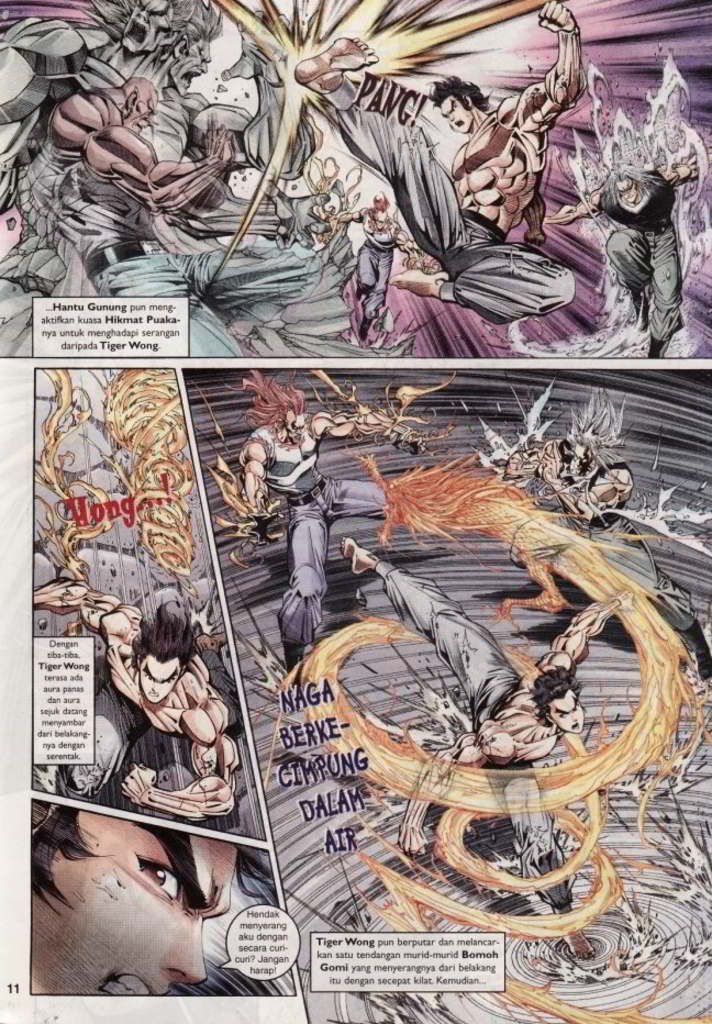 PANG!
...Hantu Gunung pun meng-
aktifkan kuasa Hikmat Puaka-
nya untuk menghadapi serangan
daripada Tiger Wong.
Wong...!
Dengan
tiba-tiba,
Tiger Wong
terasa ada
aura panas
dan aura
sejuk datang
menyambar
dari belakang-
nya dengan
serentak.
NAGA
BERKE-
CIMPUNG
DALAM
AIR
Hendak
menyerang
aku dengan
secara curi-
curi? Jangan
harap!
Tiger Wong pun berputar dan melancar-
kan satu tendangan murid-murid Bomoh
Gomi yang menyerangnya dari belakang
itu dengan secepat kilat. Kemudian...
11